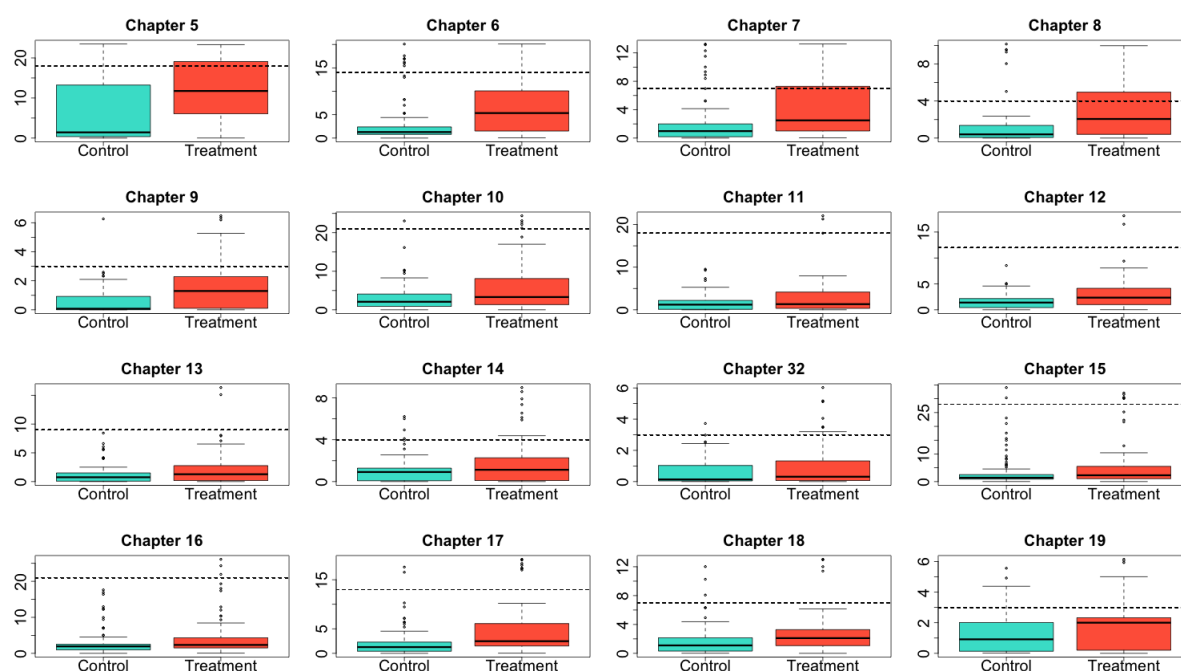 Chapter 5 Chapter 6 Chapter 7 Chapter 8
20
10
0
Control Treatment
15
5
0
Control Treatment
12
8
4
0
Control Treatment
8
4
0
Control Treatment
Chapter 9 Chapter 10 Chapter 11 Chapter 12
6
4
2
0
Control Treatment
20
10
0
Control Treatment
20
10
0
Control Treatment
15
5
0
Control Treatment
Chapter 13 Chapter 14 Chapter 32 Chapter 15
10
5
0
Control Treatment
8
4
0
Control Treatment
6
4
2
0
Control Treatment
25
10
0
Control Treatment
Chapter 16 Chapter 17 Chapter 18 Chapter 19
20
10
0
Control Treatment
15
5
0
Control Treatment
12
8
4
0
Control Treatment
6
4
2
0
Control Treatment